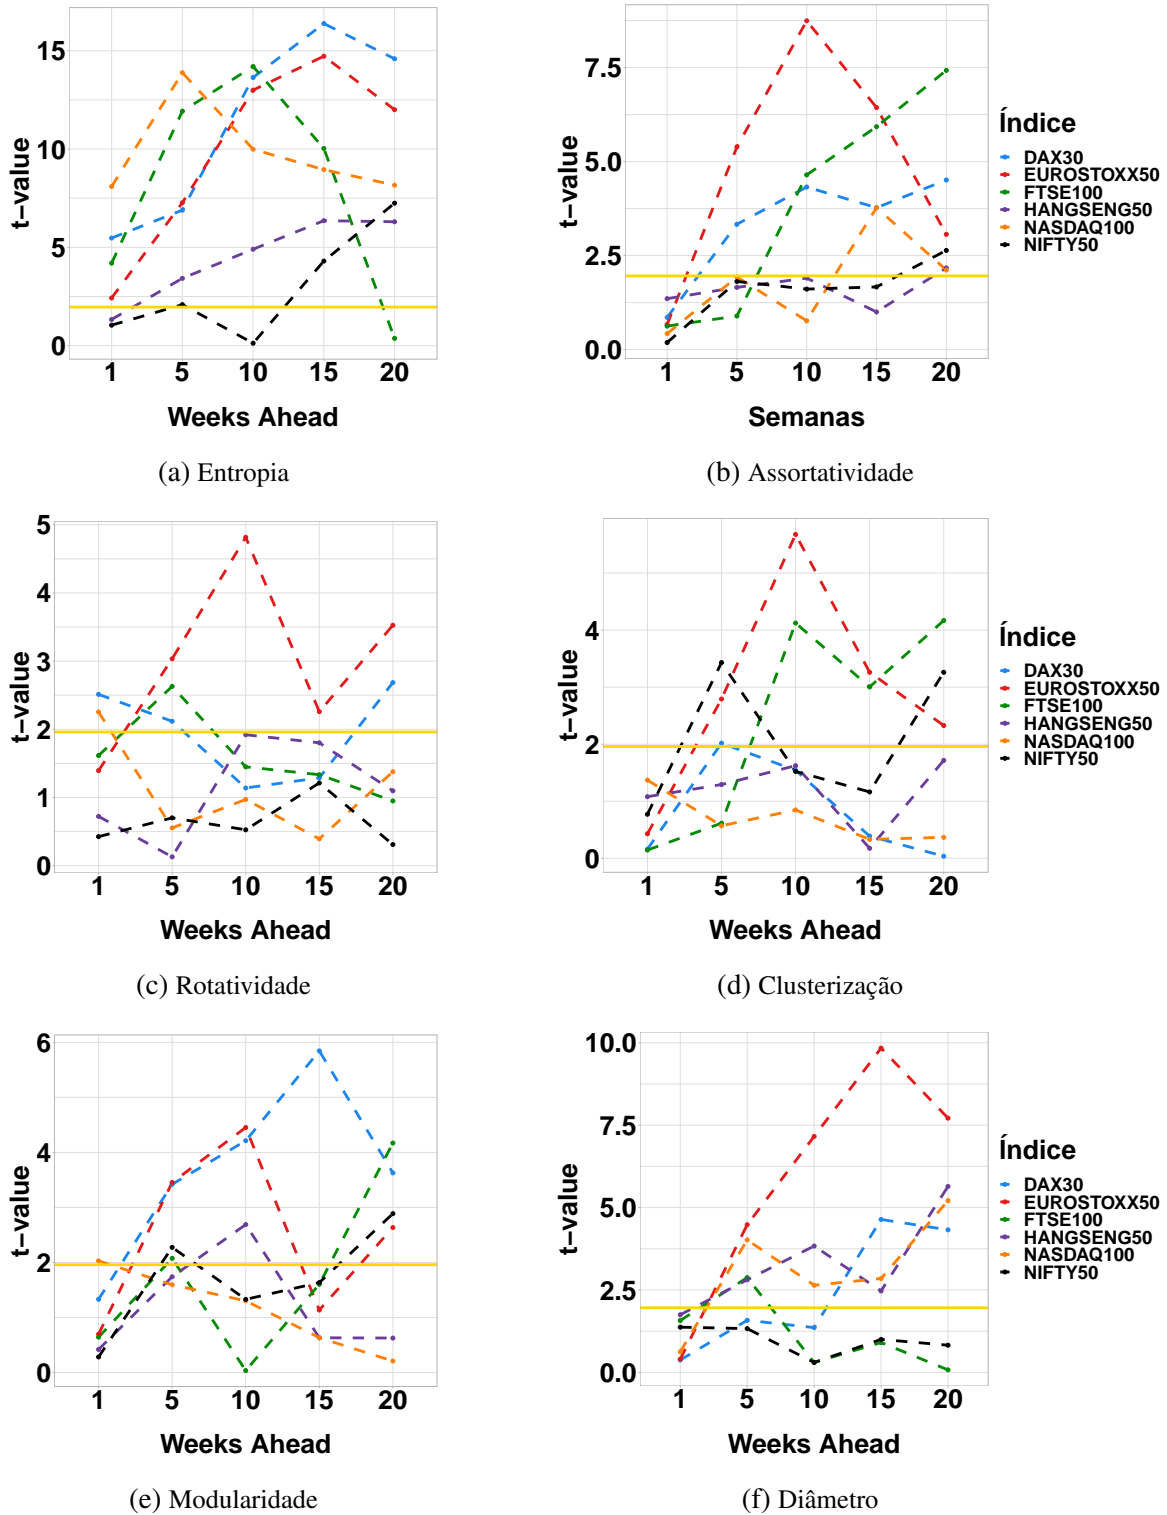 t−value
15
10
5
0
1 5 10 15 20
Weeks Ahead
(a) Entropia
t−value
7.5
5.0
2.5
0.0
1 5 10 15 20
Semanas
(b) Assortatividade
Índice
DAX30
EUROSTOXX50
FTSE100
HANGSENG50
NASDAQ100
NIFTY50
t−value
5
4
3
2
1
0
1 5 10 15 20
Weeks Ahead
(c) Rotatividade
t−value
4
2
0
1 5 10 15 20
Weeks Ahead
(d) Clusterização
Índice
DAX30
EUROSTOXX50
FTSE100
HANGSENG50
NASDAQ100
NIFTY50
t−value
6
4
2
0
1 5 10 15 20
Weeks Ahead
(e) Modularidade
t−value
10.0
7.5
5.0
2.5
0.0
1 5 10 15 20
Weeks Ahead
(f) Diâmetro
Índice
DAX30
EUROSTOXX50
FTSE100
HANGSENG50
NASDAQ100
NIFTY50